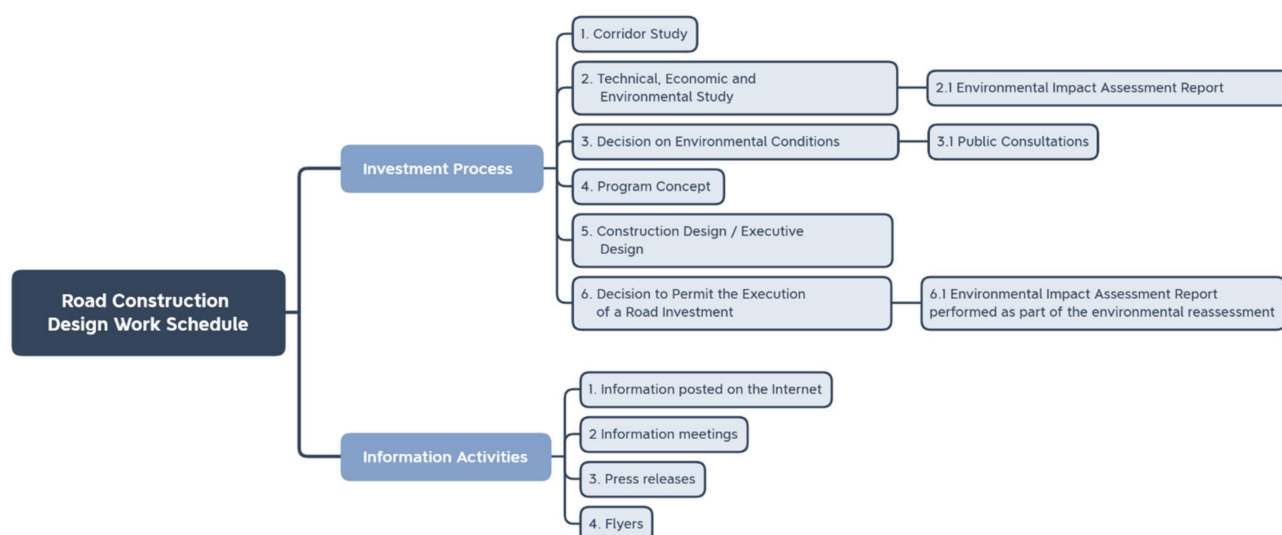 Road Construction
Design Work Schedule
Investment Process
1. Corridor Study
2. Technical, Economic and
Environmental Study
2.1 Environmental Impact Assessment Report
3. Decision on Environmental Conditions
3.1 Public Consultations
4. Program Concept
5. Construction Design / Executive
Design
6. Decision to Permit the Execution
of a Road Investment
6.1 Environmental Impact Assessment Report
performed as part of the environmental reassessment
Information Activities
1. Information posted on the Internet
2 Information meetings
3. Press releases
4. Flyers